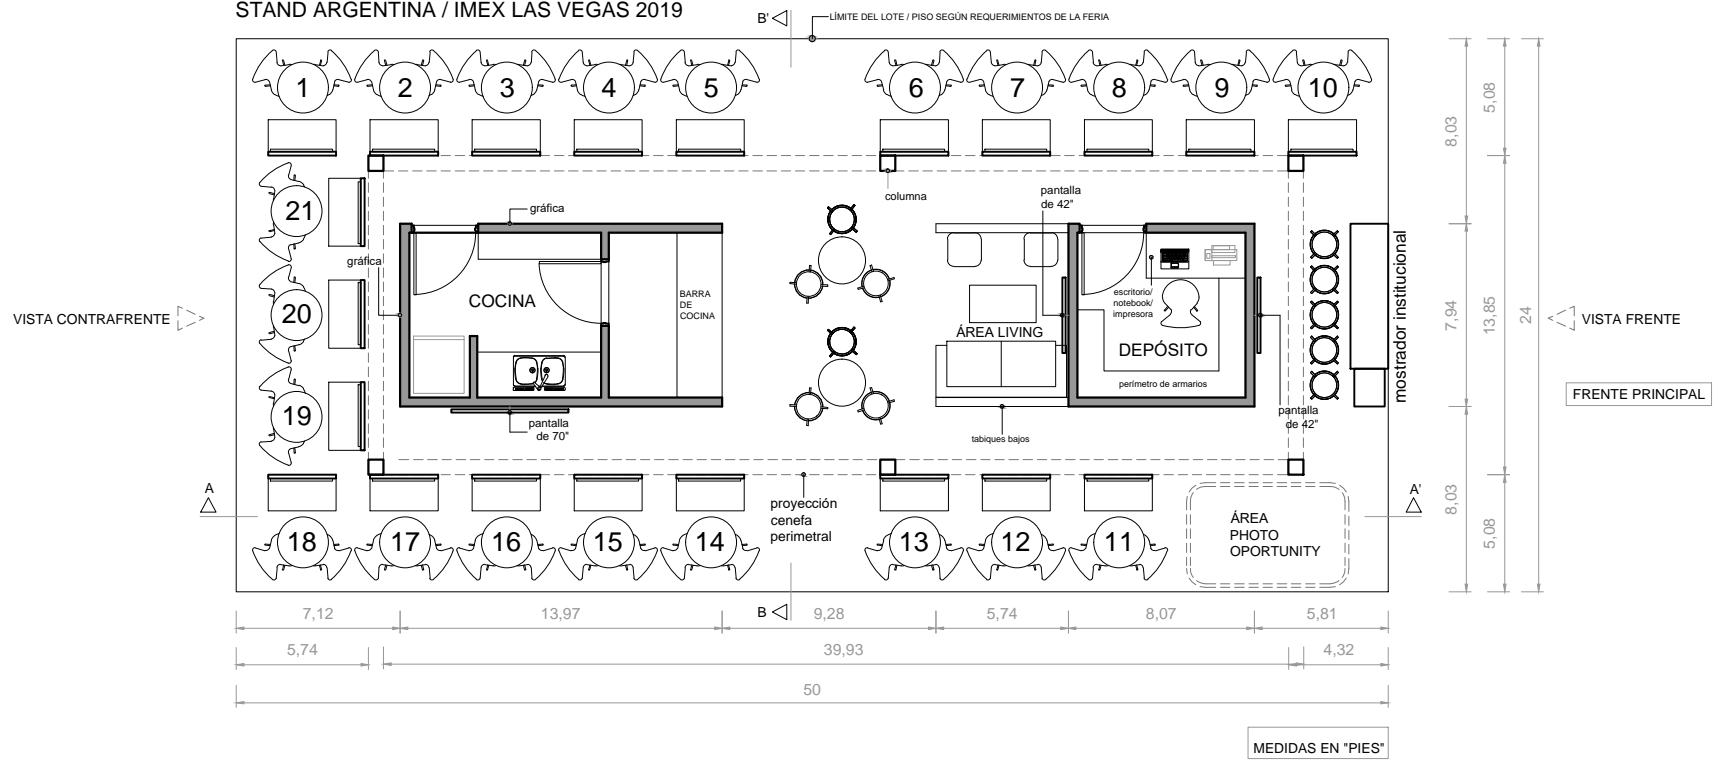 STAND ARGENTINA / IMEX LAS VEGAS 2019
B'
LÍMITE DEL LOTE / PISO SEGÚN REQUERIMIENTOS DE LA FERIA
1
2
3
4
5
6
7
8
9
10
5,08
8,03
columna
pantalla
de 42"
gráfica
21
gráfica
COCINA
BARRA
DE
COCINA
escritorio/
notebook/
impresora
mostrador institucional
VISTA CONTRAFRENTE
20
ÁREA LIVING
DEPÓSITO
7,94
13,85
24
VISTA FRENTE
perímetro de armarios
FRENTE PRINCIPAL
19
pantalla
de 70"
tabiques bajos
pantalla
de 42"
A
A'
proyección
cenefa
perimetral
ÁREA
PHOTO
OPORTUNITY
8,03
5,08
18
17
16
15
14
13
12
11
B
7,12
13,97
9,28
5,74
8,07
5,81
5,74
39,93
4,32
50
MEDIDAS EN "PIES"